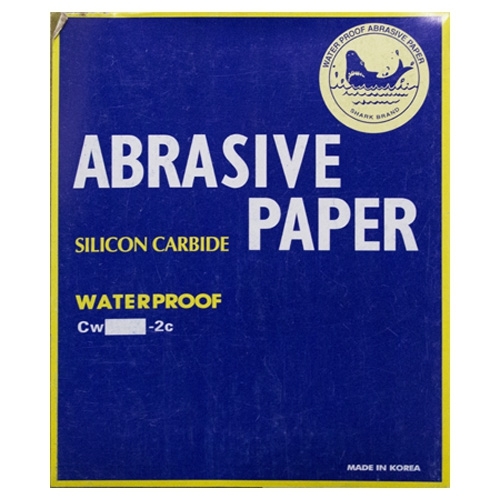 WATER PROOF ABRASIVE PAPER
SHARK BRAND
ABRASIVE
SILICON CARBIDE PAPER
WATERPROOF
Cw -2c
MADE IN KOREA